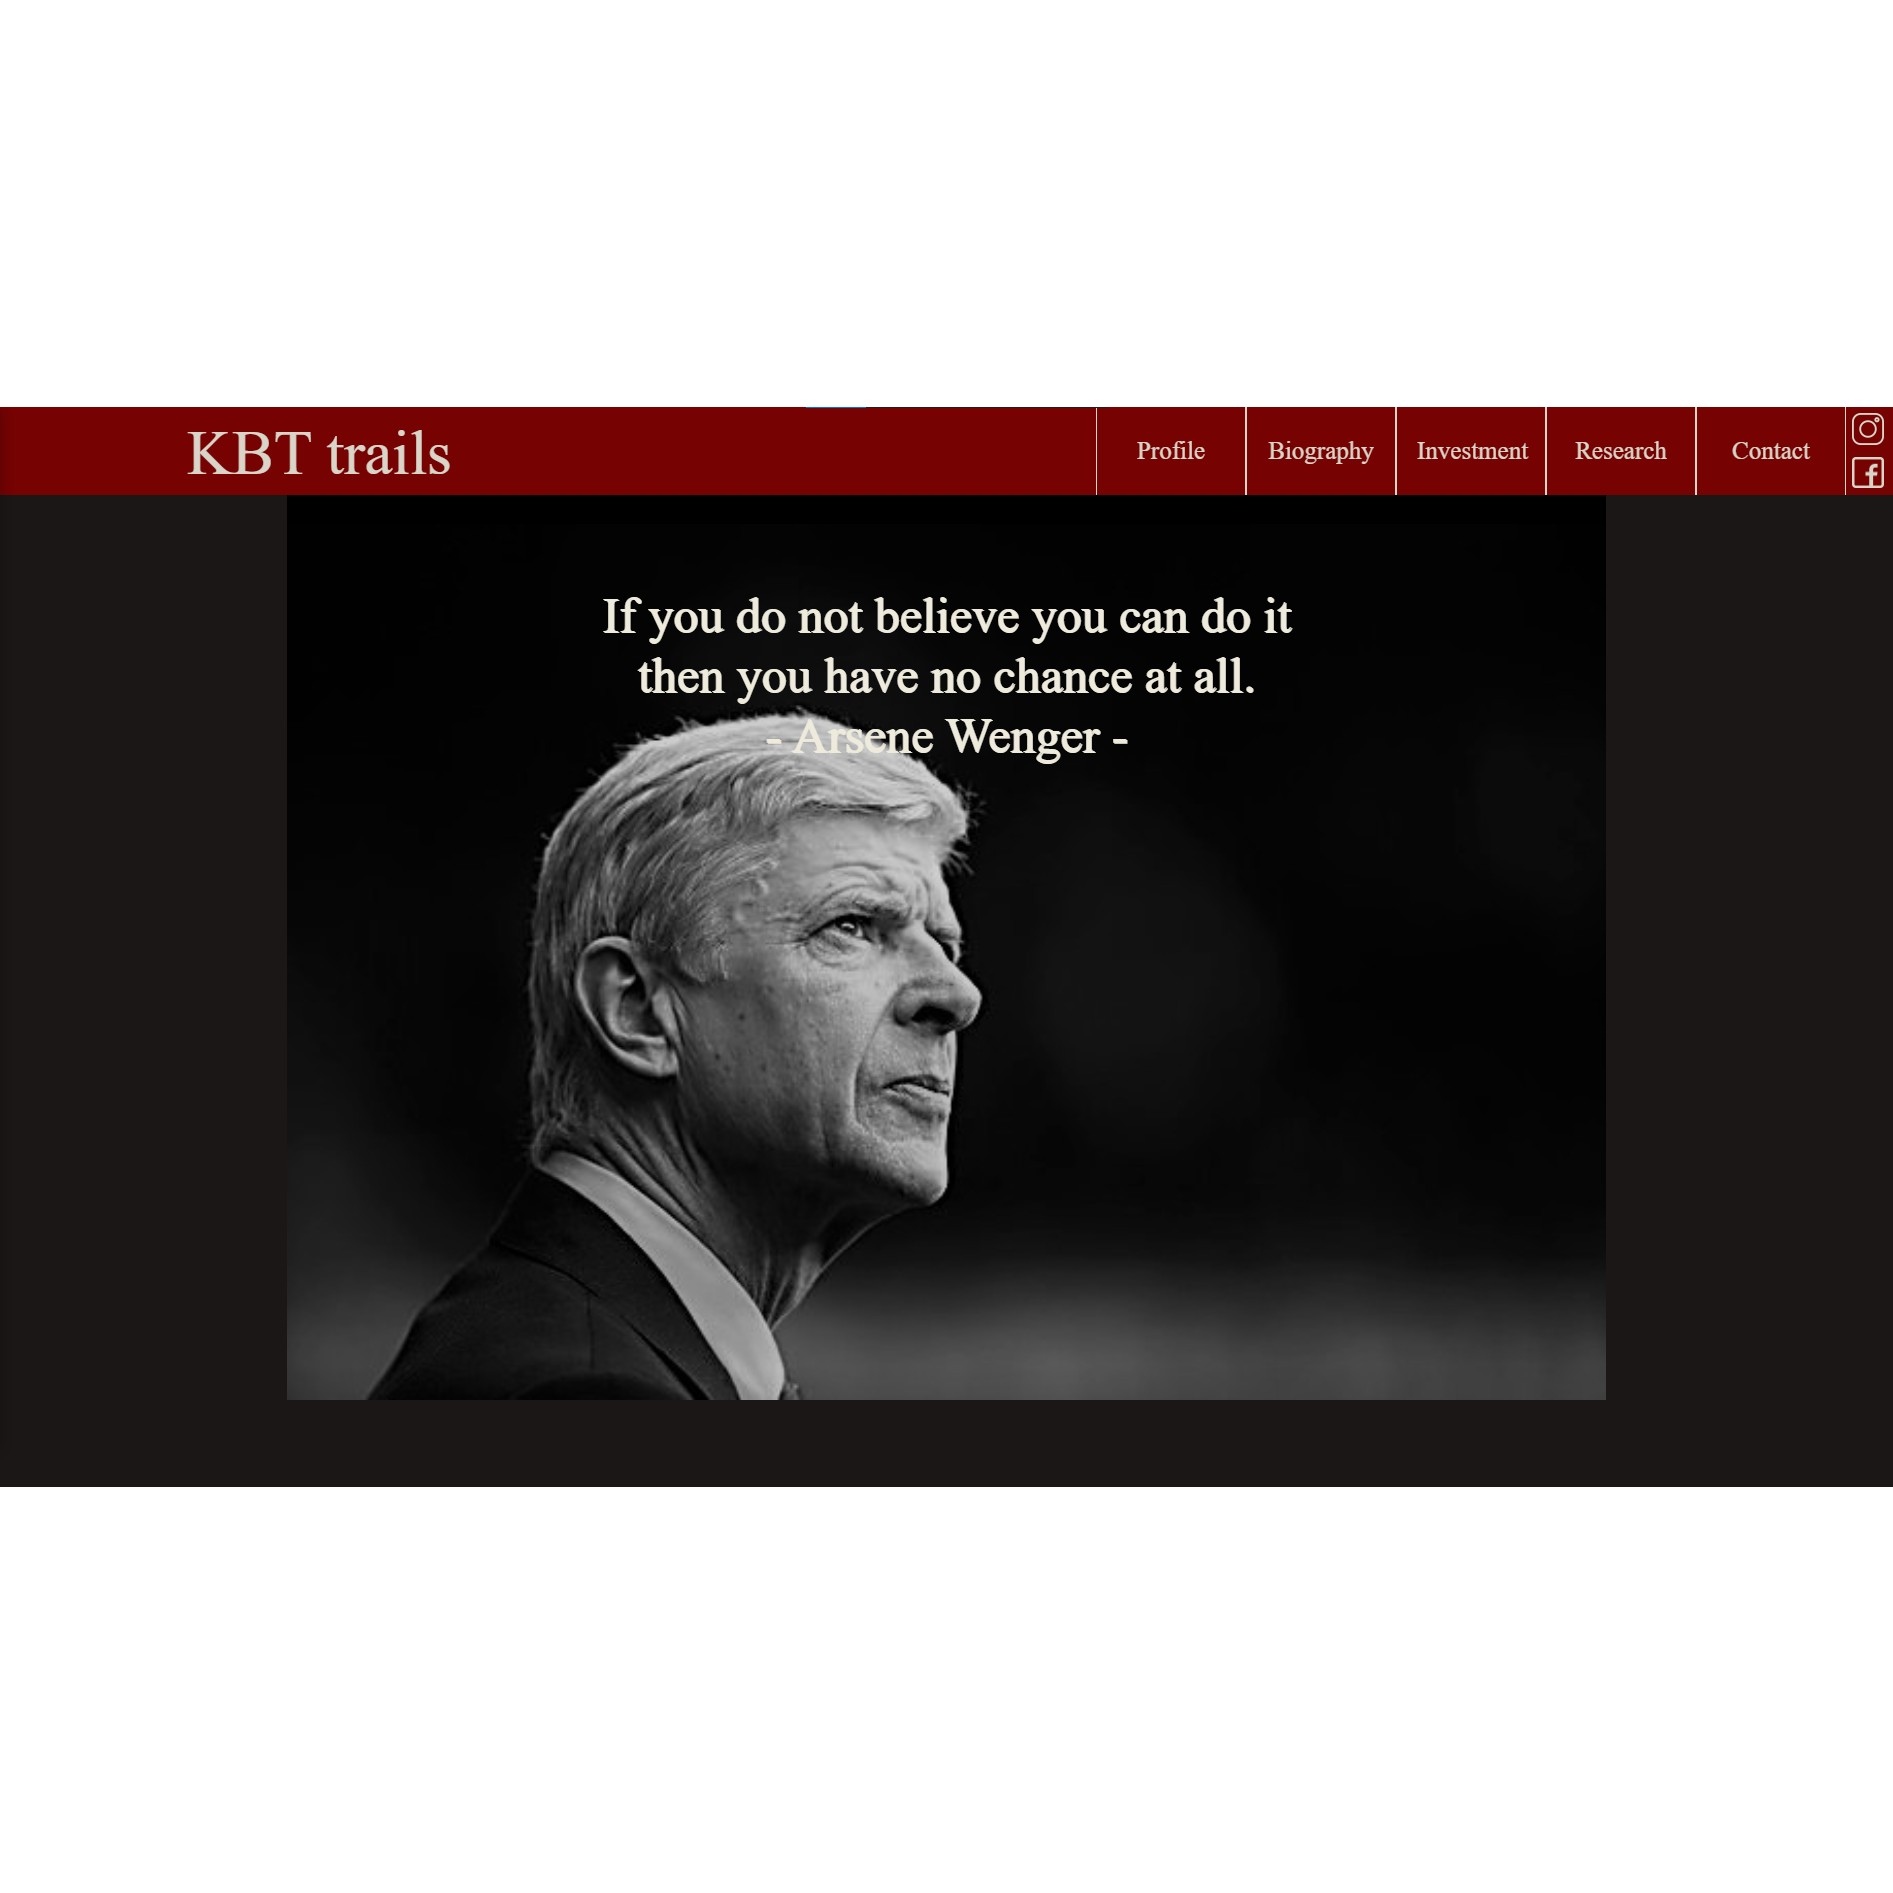 KBT trails
Profile
Biography
Investment
Research
Contact
If you do not believe you can do it
then you have no chance at all.
- Arsene Wenger -